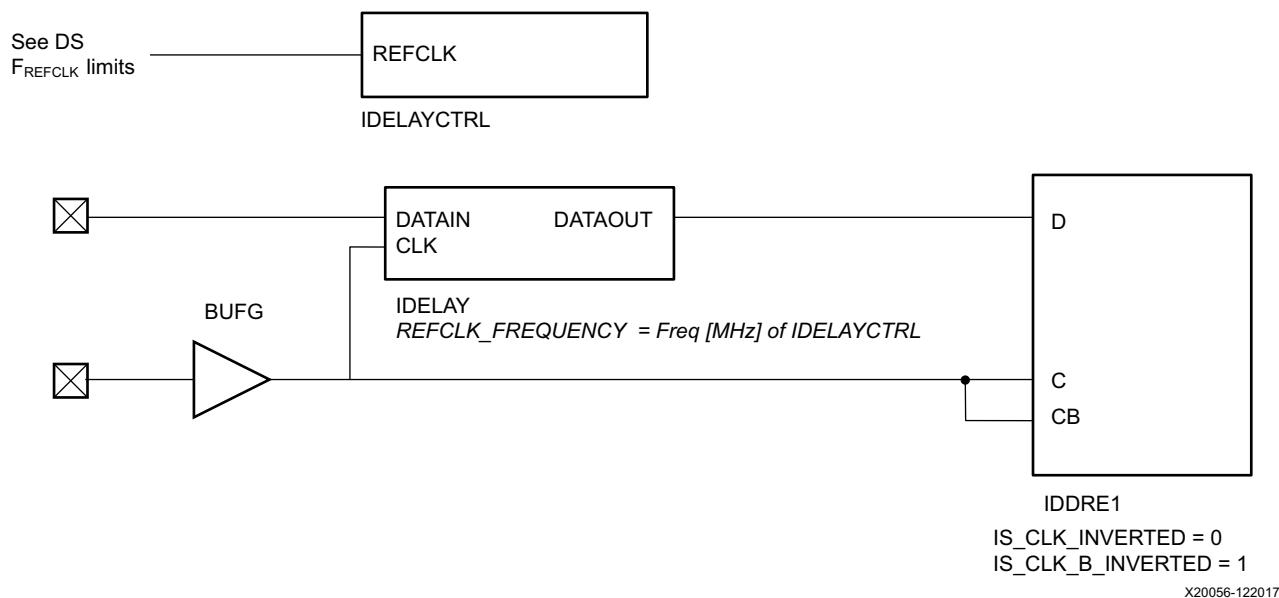 See DS
FREFCLK limits
REFCLK
IDELAYCTRL
DATAIN DATAOUT
CLK
D
IDELAY
REFCLK_FREQUENCY = Freq [MHz] of IDELAYCTRL
BUFG
C
CB
IDDRE1
IS_CLK_INVERTED = 0
IS_CLK_B_INVERTED = 1
X20056-122017